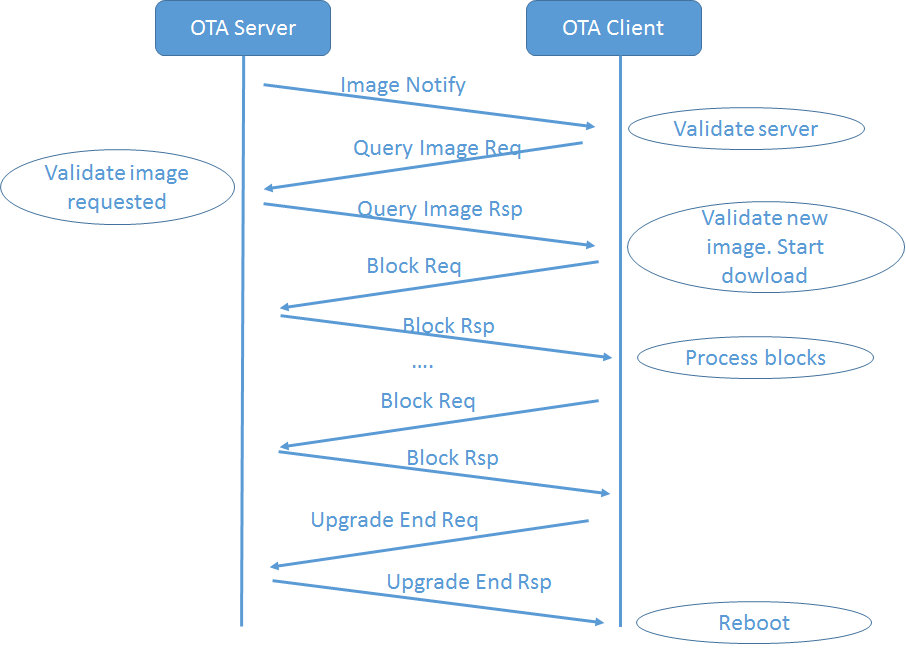 OTA Server
OTA Client
Image Notify
Validate server
Query Image Req
Validate image
requested
Query Image Rsp
Validate new
image. Start
dowload
Block Req
Block Rsp
Process blocks
....
Block Req
Block Rsp
Upgrade End Req
Upgrade End Rsp
Reboot